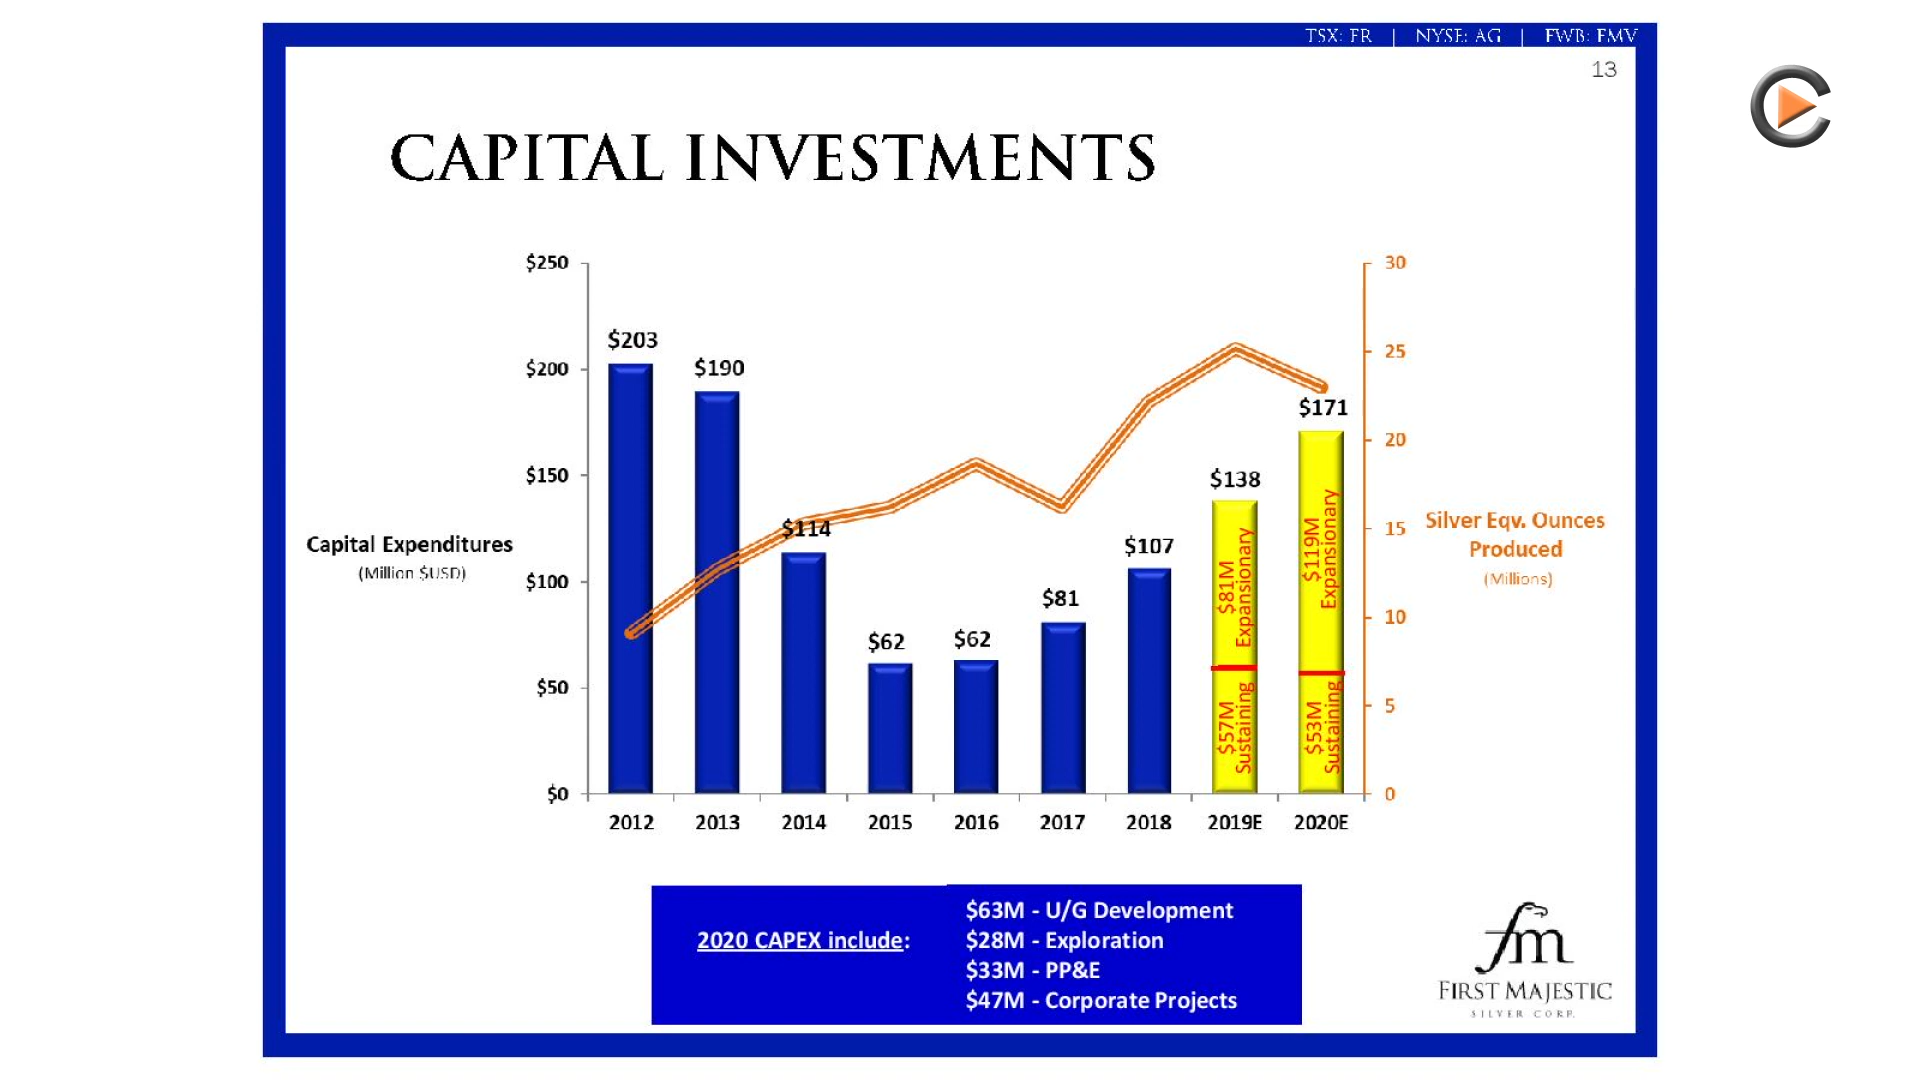 TSX: FR | NYSE: AG | FWB: FMV
13
CAPITAL INVESTMENTS
$250
$200
$150
$100
$50
$0
Capital Expenditures
(Million $USD)
$203
$190
$114
$62
$62
$81
$107
$138
$171
$81M
Expansionary
$57M
Sustaining
$119M
Expansionary
$53M
Sustaining
30
25
20
15
10
5
0
Silver Eqv. Ounces
Produced
(Millions)
2012 2013 2014 2015 2016 2017 2018 2019E 2020E
2020 CAPEX include:
$63M - U/G Development
$28M - Exploration
$33M - PP&E
$47M - Corporate Projects
fm
FIRST MAJESTIC
SILVER CORP.